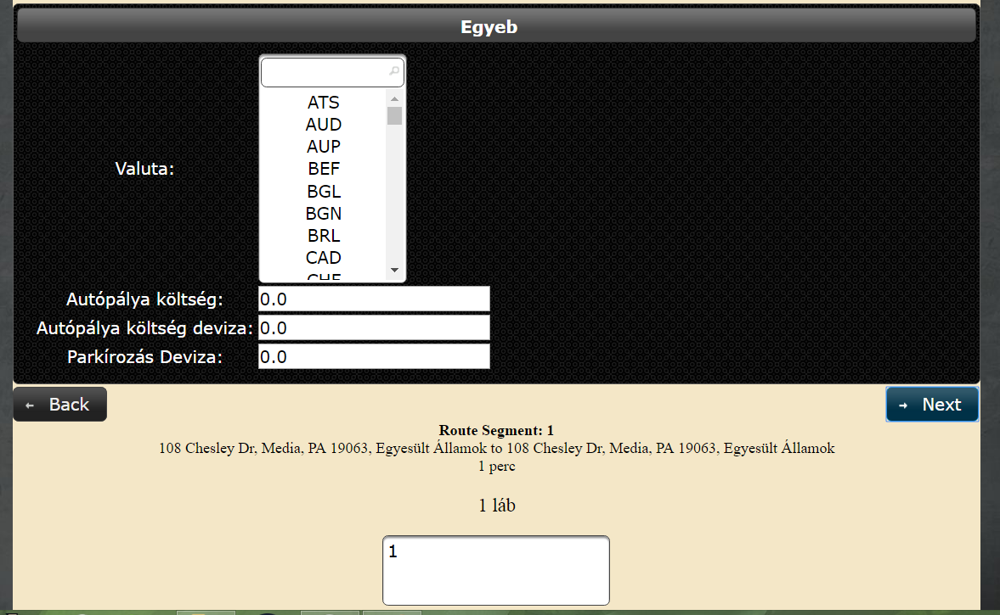 Egyeb
Valuta:
ATS
AUD
AUP
BEF
BGL
BGN
BRL
CAD
CHF
Autópálya költség: 0.0
Autópálya költség deviza: 0.0
Parkírozás Deviza: 0.0
← Back
→ Next
Route Segment: 1
108 Chesley Dr, Media, PA 19063, Egyesült Államok to 108 Chesley Dr, Media, PA 19063, Egyesült Államok
1 perc
1 láb
1